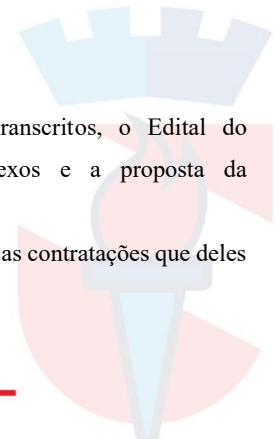 ranscritos, o Edital do
exos e a proposta da
as contratações que deles